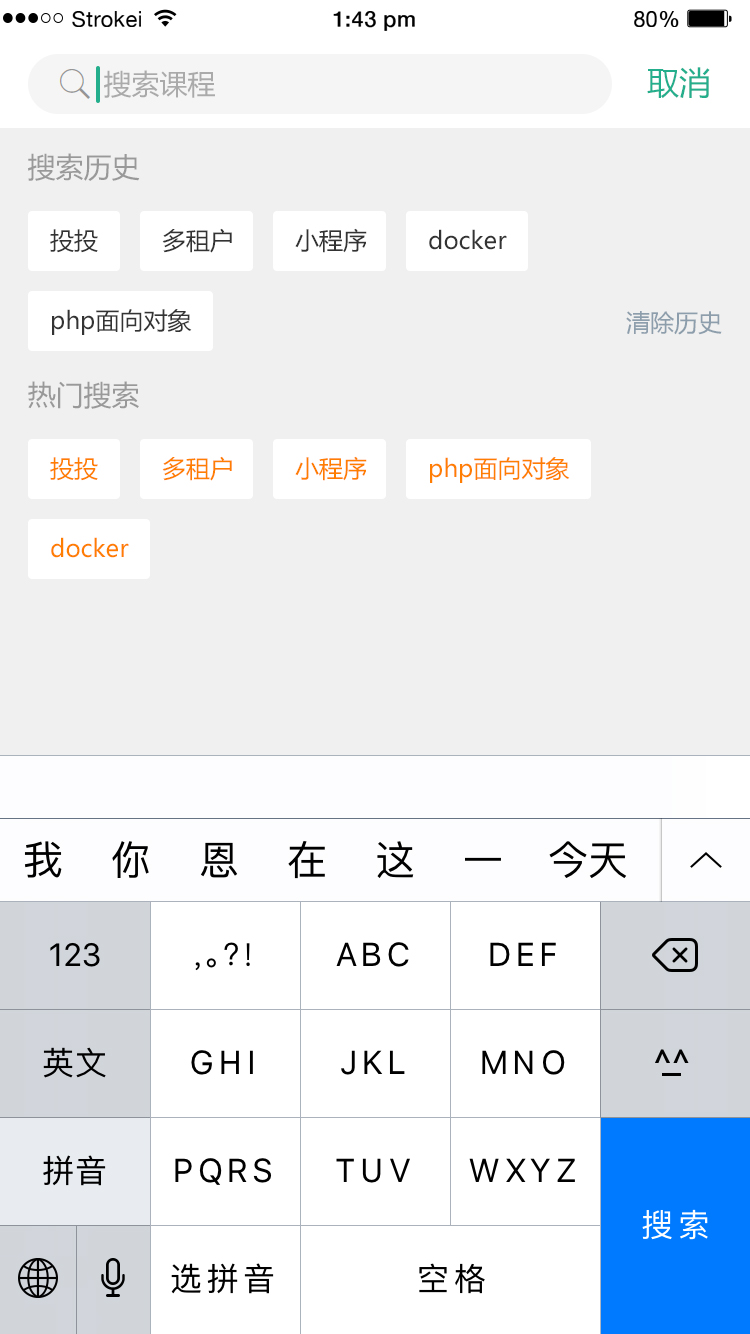 Strokei 1:43 pm 80%
搜索课程 取消
搜索历史
投投 多租户 小程序 docker
php面向对象 清除历史
热门搜索
投投 多租户 小程序 php面向对象
docker
我 你 恩 在 这 一 今天
123 ,。?! ABC DEF
英文 GHI JKL MNO ^^
拼音 PQRS TUV WXYZ
搜索
选拼音 空格